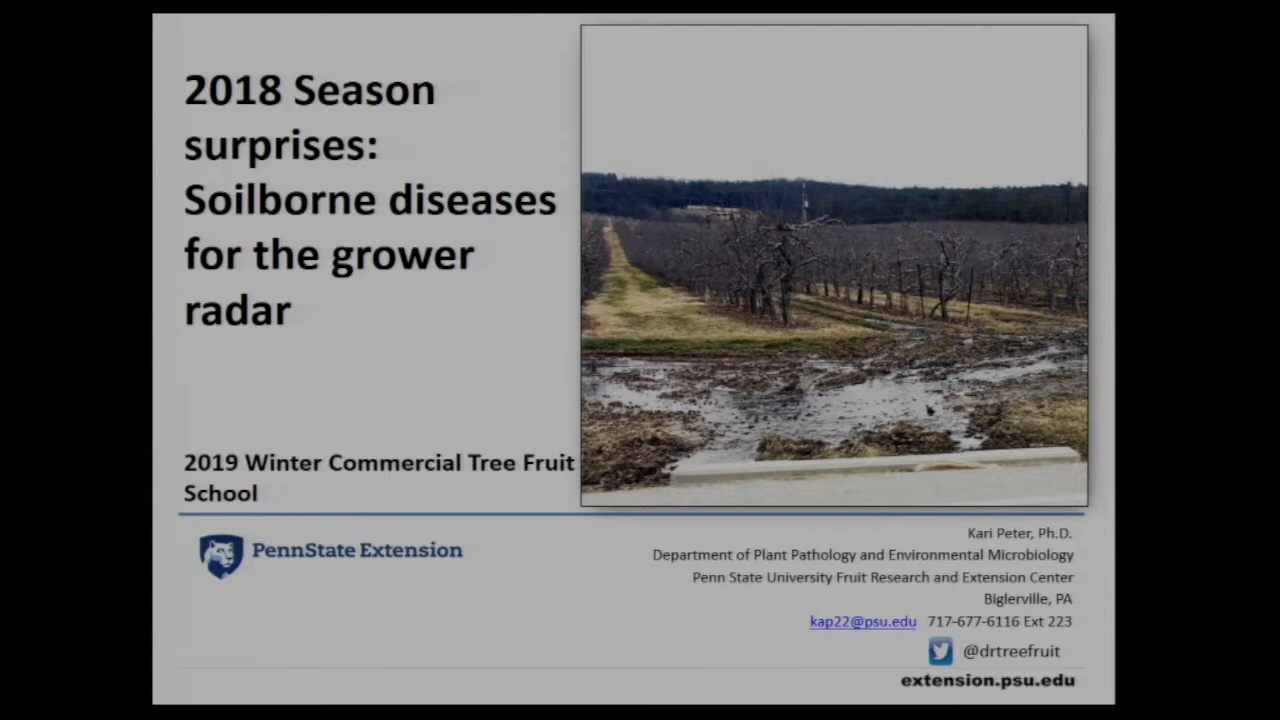 2018 Season
surprises:
Soilborne diseases
for the grower
radar
2019 Winter Commercial Tree Fruit
School
PennState Extension
Kari Peter, Ph.D.
Department of Plant Pathology and Environmental Microbiology
Penn State University Fruit Research and Extension Center
Biglerville, PA
kap22@psu.edu 717-677-6116 Ext 223
@drtreefruit
extension.psu.edu